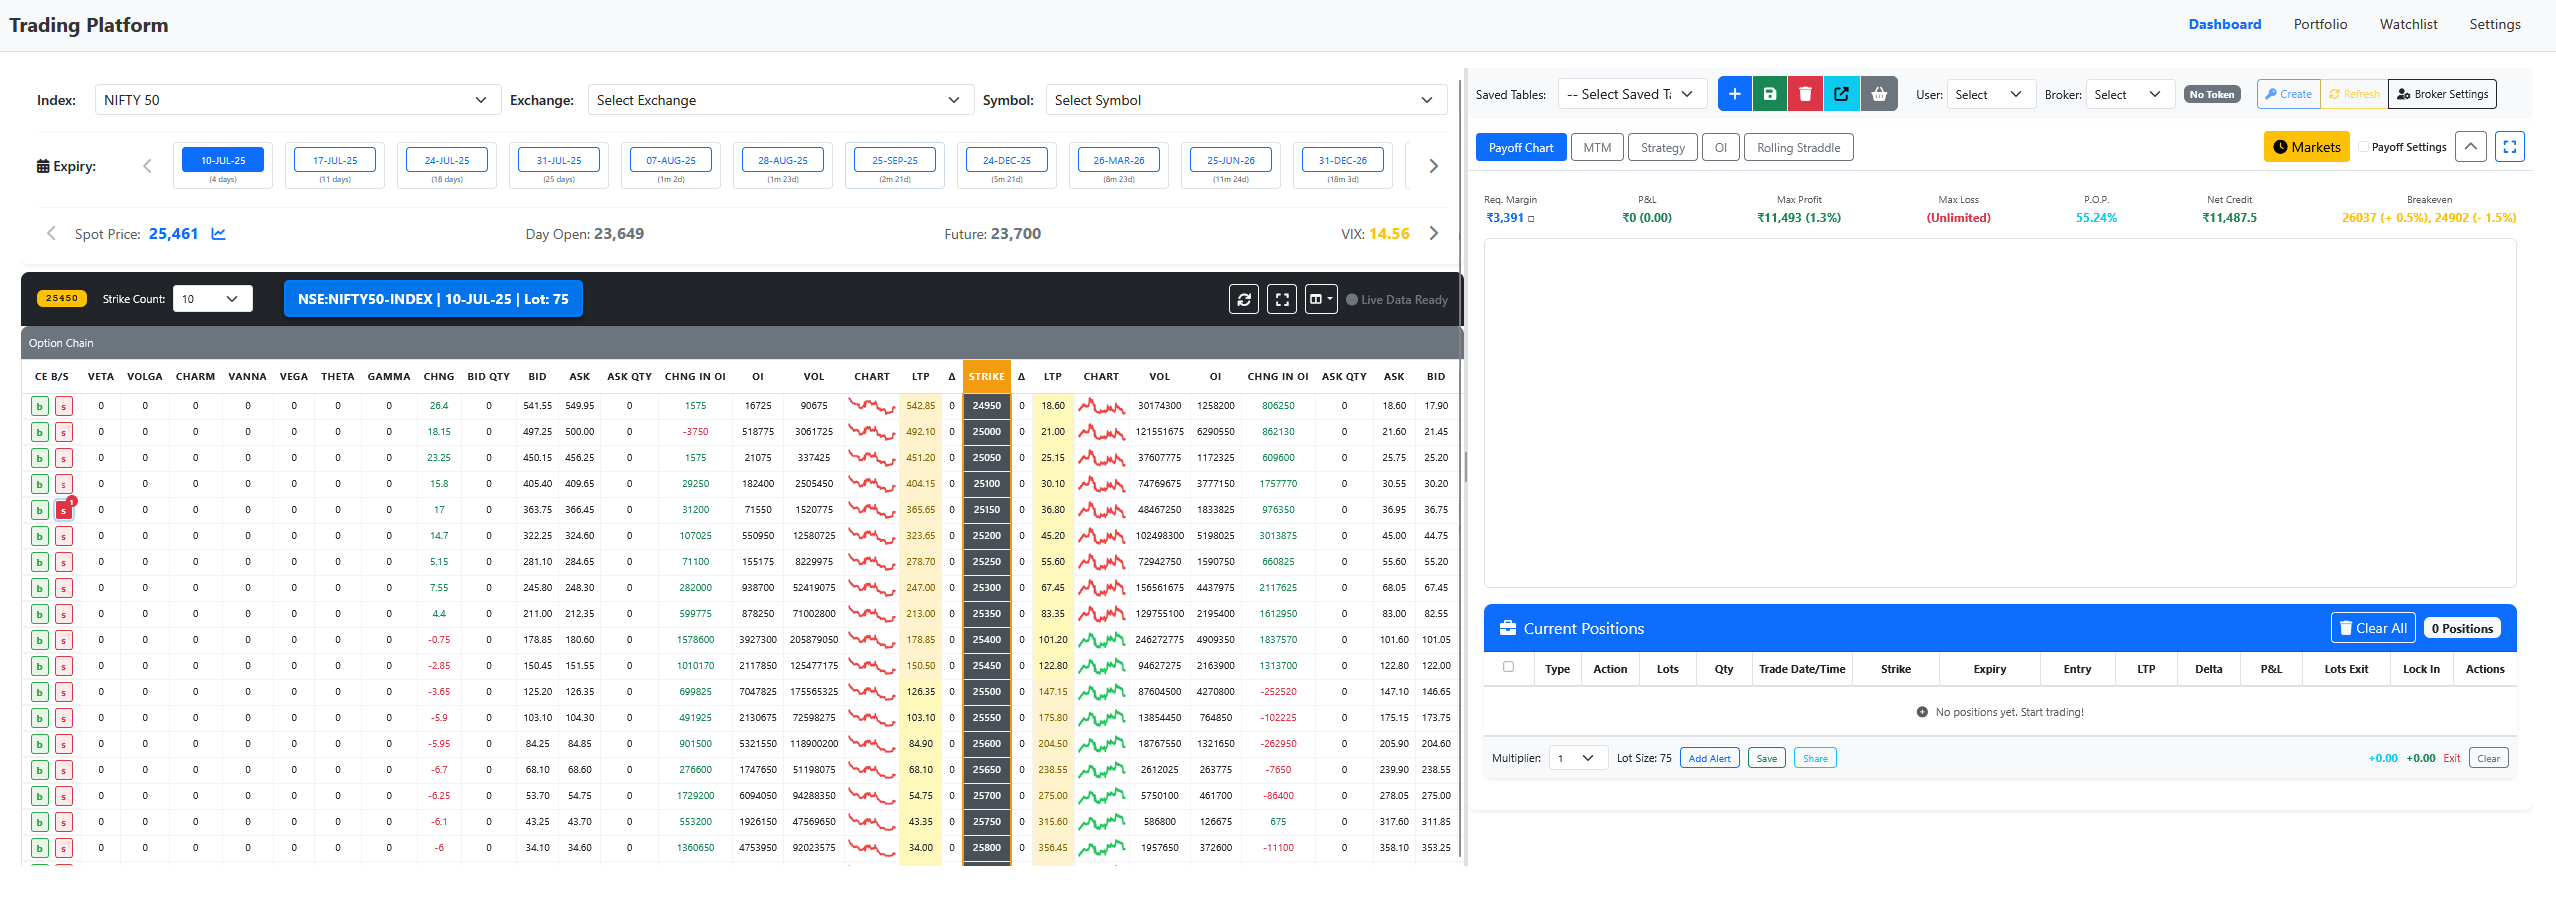 Trading Platform
Dashboard Portfolio Watchlist Settings
Index: NIFTY 50 Exchange: Select Exchange Symbol: Select Symbol
Expiry: 10-JUL-25 17-JUL-25 24-JUL-25 31-JUL-25 07-AUG-25 28-AUG-25 25-SEP-25 24-DEC-25 26-MAR-26 25-JUN-26 31-DEC-26
(4 days) (11 days) (18 days) (25 days) (1m 2d) (1m 23d) (2m 21d) (5m 21d) (8m 23d) (11m 24d) (18m 3d)
Spot Price: 25,461 Day Open: 23,649 Future: 23,700 VIX: 14.56
25450 Strike Count: 10 NSE:NIFTY50-INDEX | 10-JUL-25 | Lot: 75 Live Data Ready
Option Chain
CE B/S VETA VOLGA CHARM VANNA VEGA THETA GAMMA CHNG BID QTY BID ASK ASK QTY CHNG IN OI OI VOL CHART LTP Δ STRIKE Δ LTP CHART VOL OI CHNG IN OI ASK QTY ASK BID
b s 0 0 0 0 0 0 0 26.4 0 541.55 549.95 0 1575 16725 90675 542.85 0 24950 0 18.60 30174300 1258200 806250 0 18.60 17.90
b s 0 0 0 0 0 0 0 18.15 0 497.25 500.00 0 -3750 518775 3061725 492.10 0 25000 0 21.00 121551675 6290550 862130 0 21.60 21.45
b s 0 0 0 0 0 0 0 23.25 0 450.15 456.25 0 1575 21075 337425 451.20 0 25050 0 25.15 37607775 1172325 609600 0 25.75 25.20
b s 0 0 0 0 0 0 0 15.8 0 405.40 409.65 0 29250 182400 2505450 404.15 0 25100 0 30.10 74769675 3777150 1757770 0 30.55 30.20
b s 1 0 0 0 0 0 0 0 17 0 363.75 366.45 0 31200 71550 1520775 365.65 0 25150 0 36.80 48467250 1833825 976350 0 36.95 36.75
b s 0 0 0 0 0 0 0 14.7 0 322.25 324.60 0 107025 550950 12580725 323.65 0 25200 0 45.20 102498300 5198025 3013875 0 45.00 44.75
b s 0 0 0 0 0 0 0 5.15 0 281.10 284.65 0 71100 155175 8229975 278.70 0 25250 0 55.60 72942750 1590750 660825 0 55.60 55.20
b s 0 0 0 0 0 0 0 7.55 0 245.80 248.30 0 282000 938700 52419075 247.00 0 25300 0 67.45 156561675 4437975 2117625 0 68.05 67.45
b s 0 0 0 0 0 0 0 4.4 0 211.00 212.35 0 599775 878250 71002800 213.00 0 25350 0 83.35 129755100 2195400 1612950 0 83.00 82.55
b s 0 0 0 0 0 0 0 -0.75 0 178.85 180.60 0 1578600 3927300 205879050 178.85 0 25400 0 101.20 246272775 4909350 1837570 0 101.60 101.05
b s 0 0 0 0 0 0 0 -2.85 0 150.45 151.55 0 1010170 2117850 125477175 150.50 0 25450 0 122.80 94627275 2163900 1313700 0 122.80 122.00
b s 0 0 0 0 0 0 0 -3.65 0 125.20 126.35 0 699825 7047825 175565325 126.35 0 25500 0 147.15 87604500 4270800 -252520 0 147.10 146.65
b s 0 0 0 0 0 0 0 -5.9 0 103.10 104.30 0 491925 2130675 72598275 103.10 0 25550 0 175.80 13854450 764850 -102225 0 175.15 173.75
b s 0 0 0 0 0 0 0 -5.95 0 84.25 84.85 0 901500 5321550 118900200 84.90 0 25600 0 204.50 18767550 1321650 -262950 0 205.90 204.60
b s 0 0 0 0 0 0 0 -6.7 0 68.10 68.60 0 276600 1747650 51198075 68.10 0 25650 0 238.55 2612025 263775 -7650 0 239.90 238.55
b s 0 0 0 0 0 0 0 -6.25 0 53.70 54.75 0 1729200 6094050 94288350 54.75 0 25700 0 275.00 5750100 461700 -86400 0 278.05 275.00
b s 0 0 0 0 0 0 0 -6.1 0 43.25 43.70 0 553200 1926150 47569650 43.35 0 25750 0 315.60 586800 126675 675 0 317.60 311.85
b s 0 0 0 0 0 0 0 -6 0 34.10 34.60 0 1360650 4753950 92023575 34.00 0 25800 0 356.45 1957650 372600 -11100 0 358.10 353.25
Saved Tables: -- Select Saved Ta User: Select Broker: Select No Token Create Refresh Broker Settings
Payoff Chart MTM Strategy OI Rolling Straddle Markets Payoff Settings
Req. Margin P&L Max Profit Max Loss P.O.P. Net Credit Breakeven
₹3,391 ₹0 (0.00) ₹11,493 (1.3%) (Unlimited) 55.24% ₹11,487.5 26037 (+ 0.5%), 24902 (- 1.5%)
Current Positions Clear All 0 Positions
Type Action Lots Qty Trade Date/Time Strike Expiry Entry LTP Delta P&L Lots Exit Lock In Actions
No positions yet. Start trading!
Multiplier: 1 Lot Size: 75 Add Alert Save Share +0.00 +0.00 Exit Clear